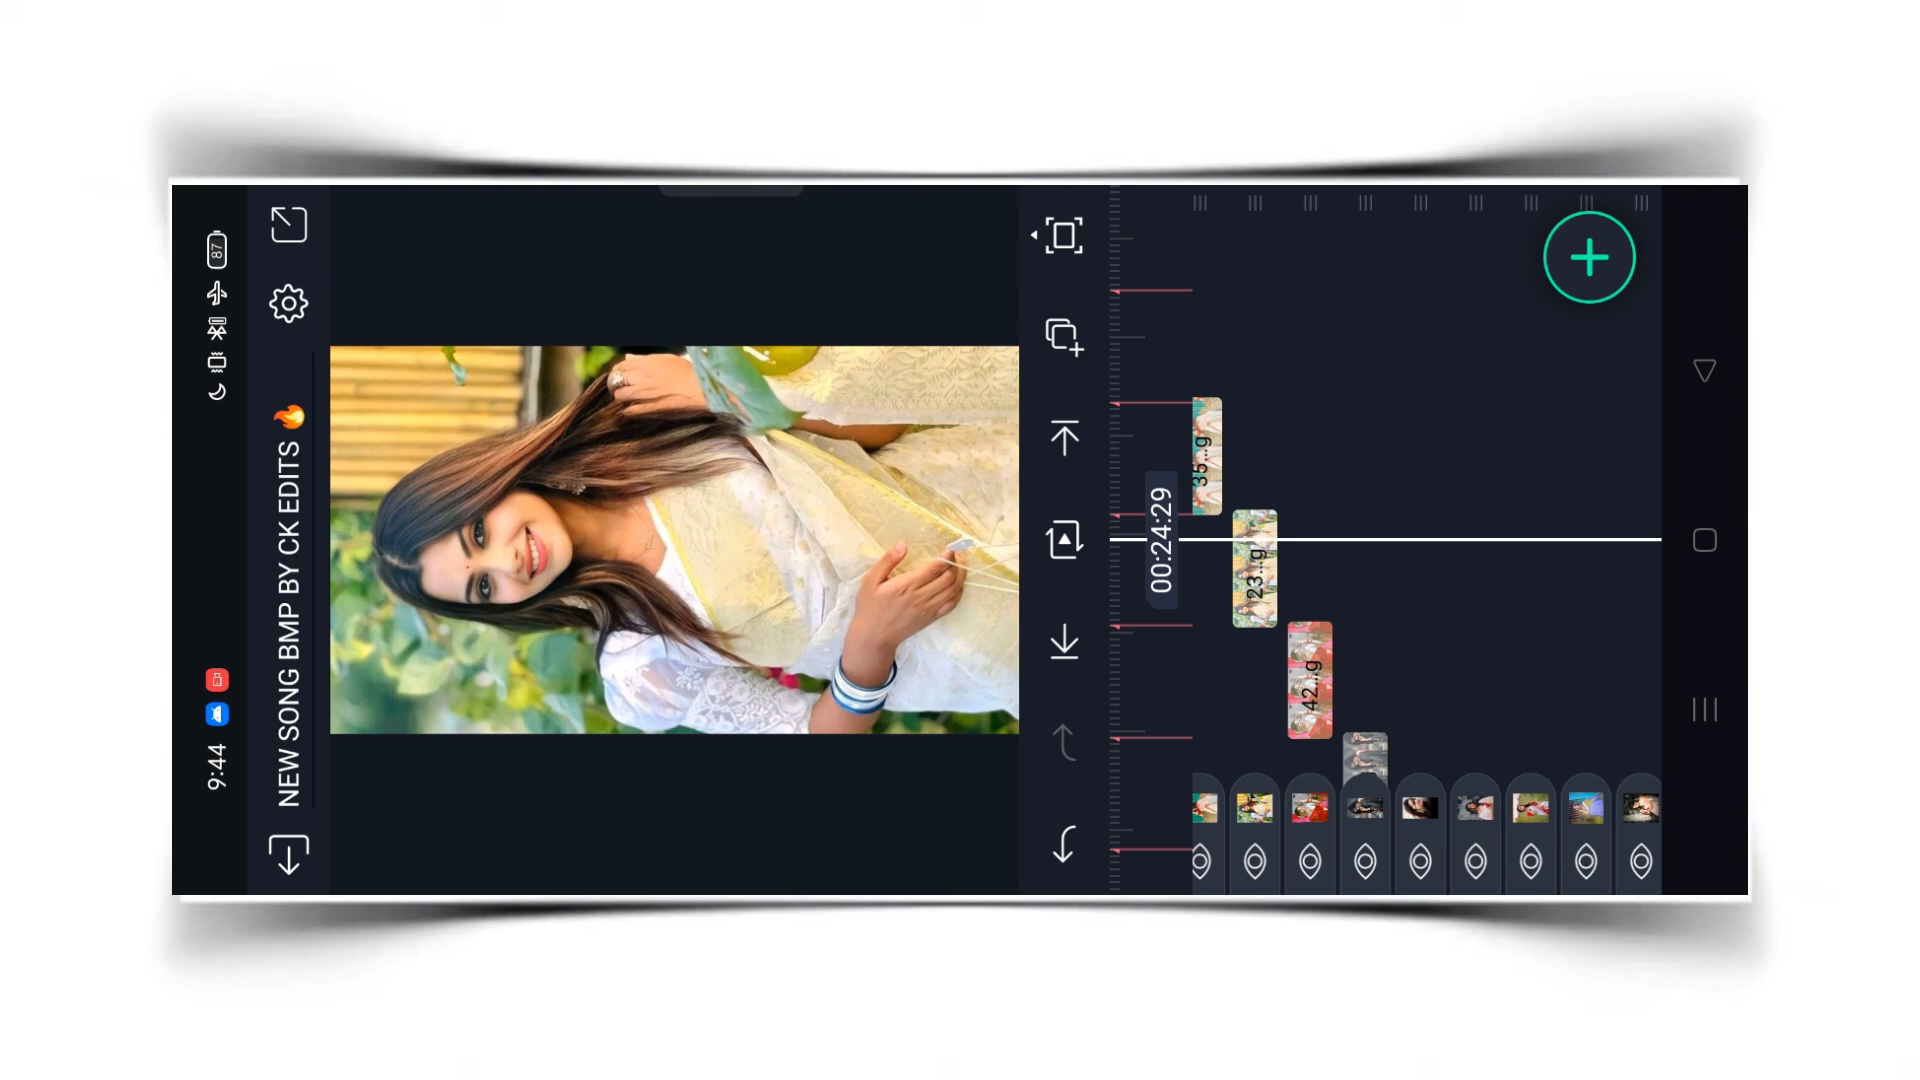 9:44
87
NEW SONG BMP BY CK EDITS 🔥
00:24:29
35...g
23...g
42...g